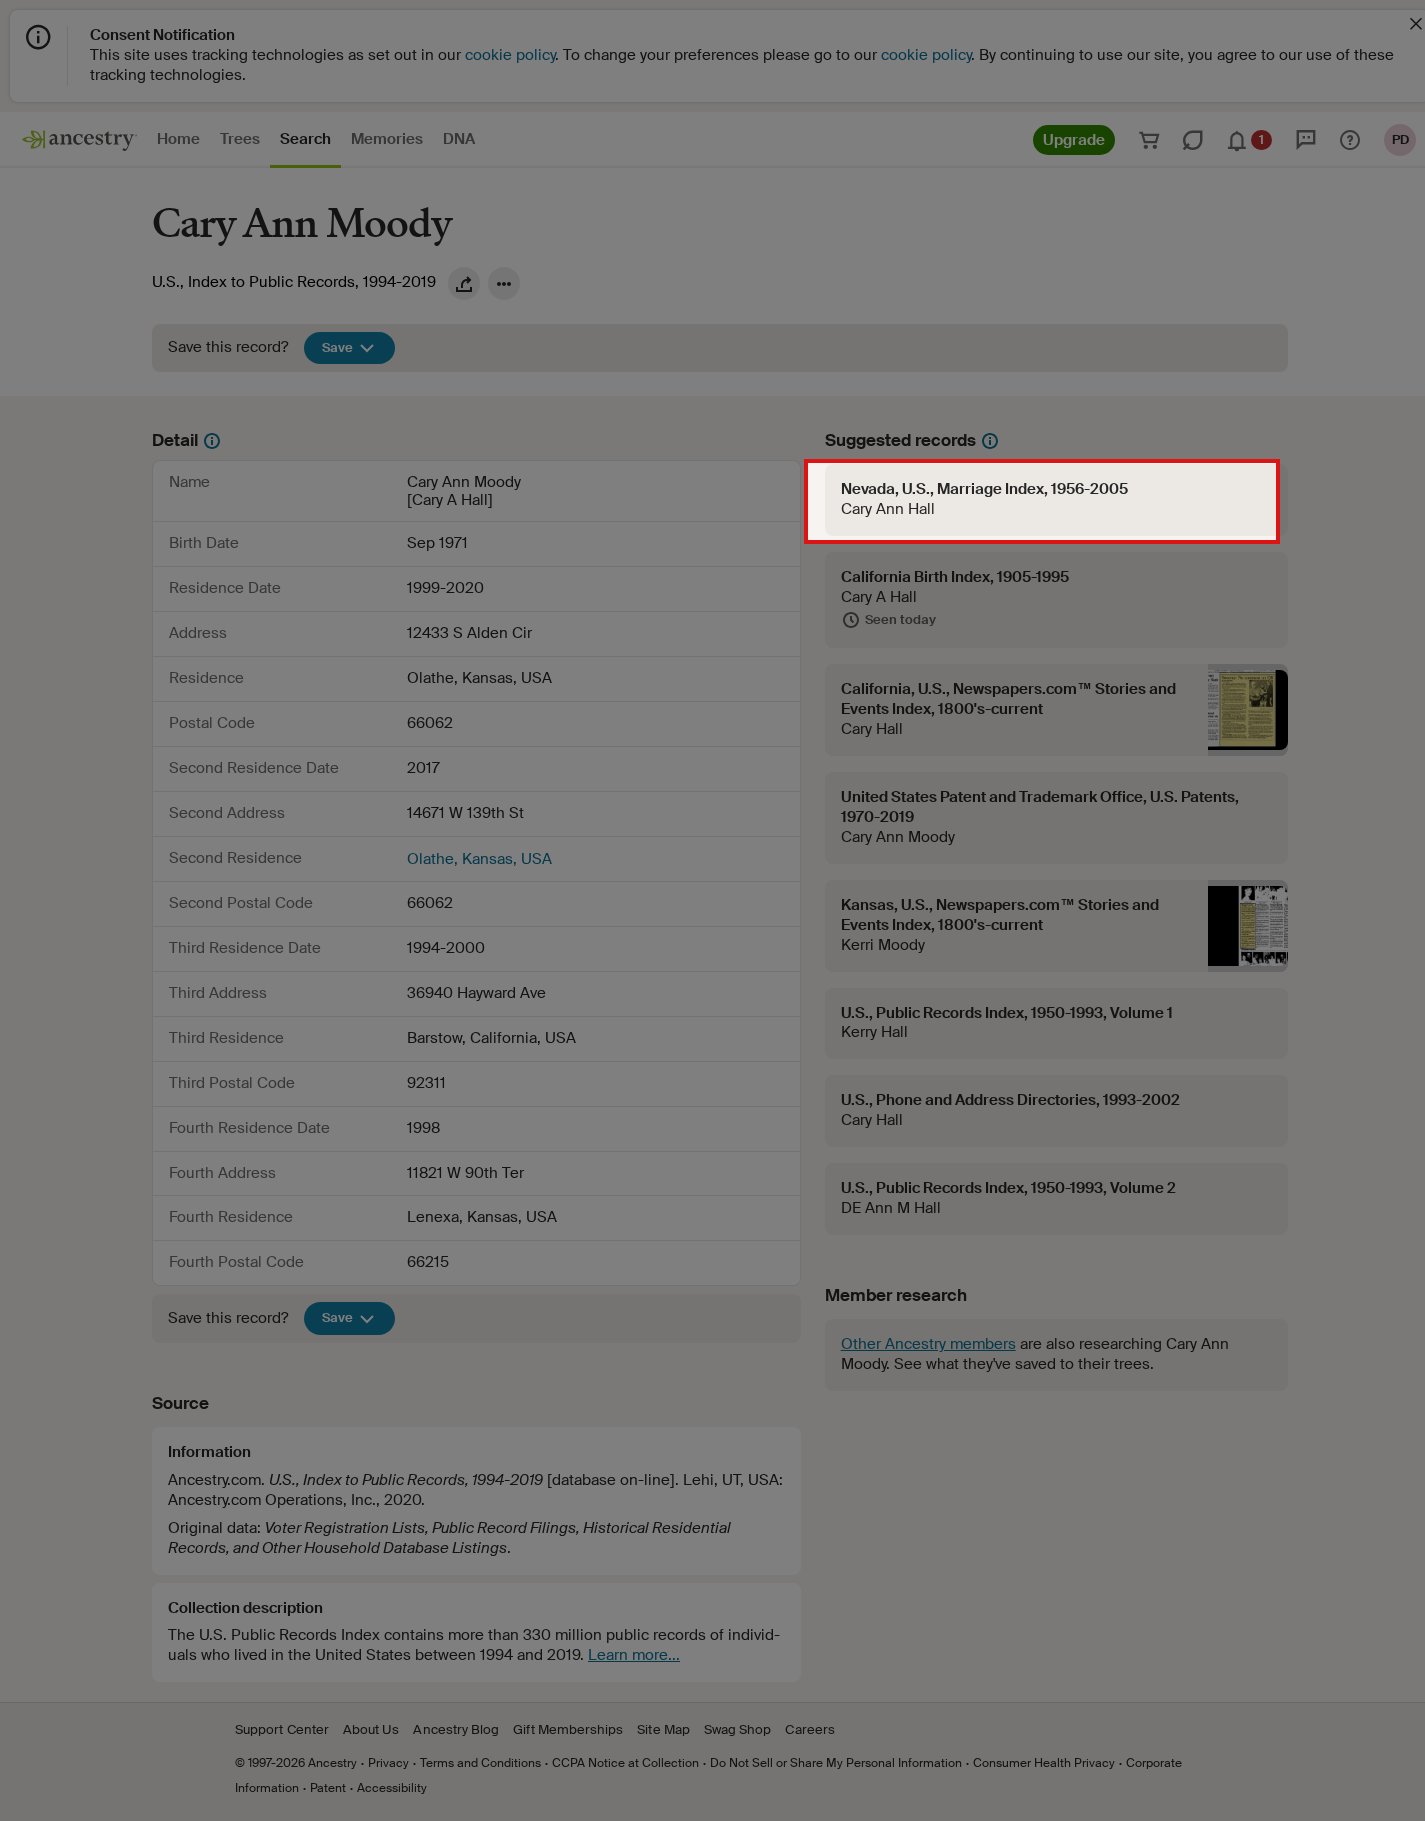 Consent Notification
This site uses tracking technologies as set out in our cookie policy. To change your preferences please go to our cookie policy. By continuing to use our site, you agree to our use of these
tracking technologies.
ancestry
Home Trees Search Memories DNA
Upgrade
1
PD
Cary Ann Moody
U.S., Index to Public Records, 1994-2019
Save this record?
Save
Detail
Name
Cary Ann Moody
[Cary A Hall]
Birth Date
Sep 1971
Residence Date
1999-2020
Address
12433 S Alden Cir
Residence
Olathe, Kansas, USA
Postal Code
66062
Second Residence Date
2017
Second Address
14671 W 139th St
Second Residence
Olathe, Kansas, USA
Second Postal Code
66062
Third Residence Date
1994-2000
Third Address
36940 Hayward Ave
Third Residence
Barstow, California, USA
Third Postal Code
92311
Fourth Residence Date
1998
Fourth Address
11821 W 90th Ter
Fourth Residence
Lenexa, Kansas, USA
Fourth Postal Code
66215
Save this record?
Save
Source
Information
Ancestry.com. U.S., Index to Public Records, 1994-2019 [database on-line]. Lehi, UT, USA:
Ancestry.com Operations, Inc., 2020.
Original data: Voter Registration Lists, Public Record Filings, Historical Residential
Records, and Other Household Database Listings.
Collection description
The U.S. Public Records Index contains more than 330 million public records of individ-
uals who lived in the United States between 1994 and 2019. Learn more...
Suggested records
Nevada, U.S., Marriage Index, 1956-2005
Cary Ann Hall
California Birth Index, 1905-1995
Cary A Hall
Seen today
California, U.S., Newspapers.com™ Stories and
Events Index, 1800's-current
Cary Hall
United States Patent and Trademark Office, U.S. Patents,
1970-2019
Cary Ann Moody
Kansas, U.S., Newspapers.com™ Stories and
Events Index, 1800's-current
Kerri Moody
U.S., Public Records Index, 1950-1993, Volume 1
Kerry Hall
U.S., Phone and Address Directories, 1993-2002
Cary Hall
U.S., Public Records Index, 1950-1993, Volume 2
DE Ann M Hall
Member research
Other Ancestry members are also researching Cary Ann
Moody. See what they've saved to their trees.
Support Center About Us Ancestry Blog Gift Memberships Site Map Swag Shop Careers
© 1997-2026 Ancestry · Privacy · Terms and Conditions · CCPA Notice at Collection · Do Not Sell or Share My Personal Information · Consumer Health Privacy · Corporate
Information · Patent · Accessibility